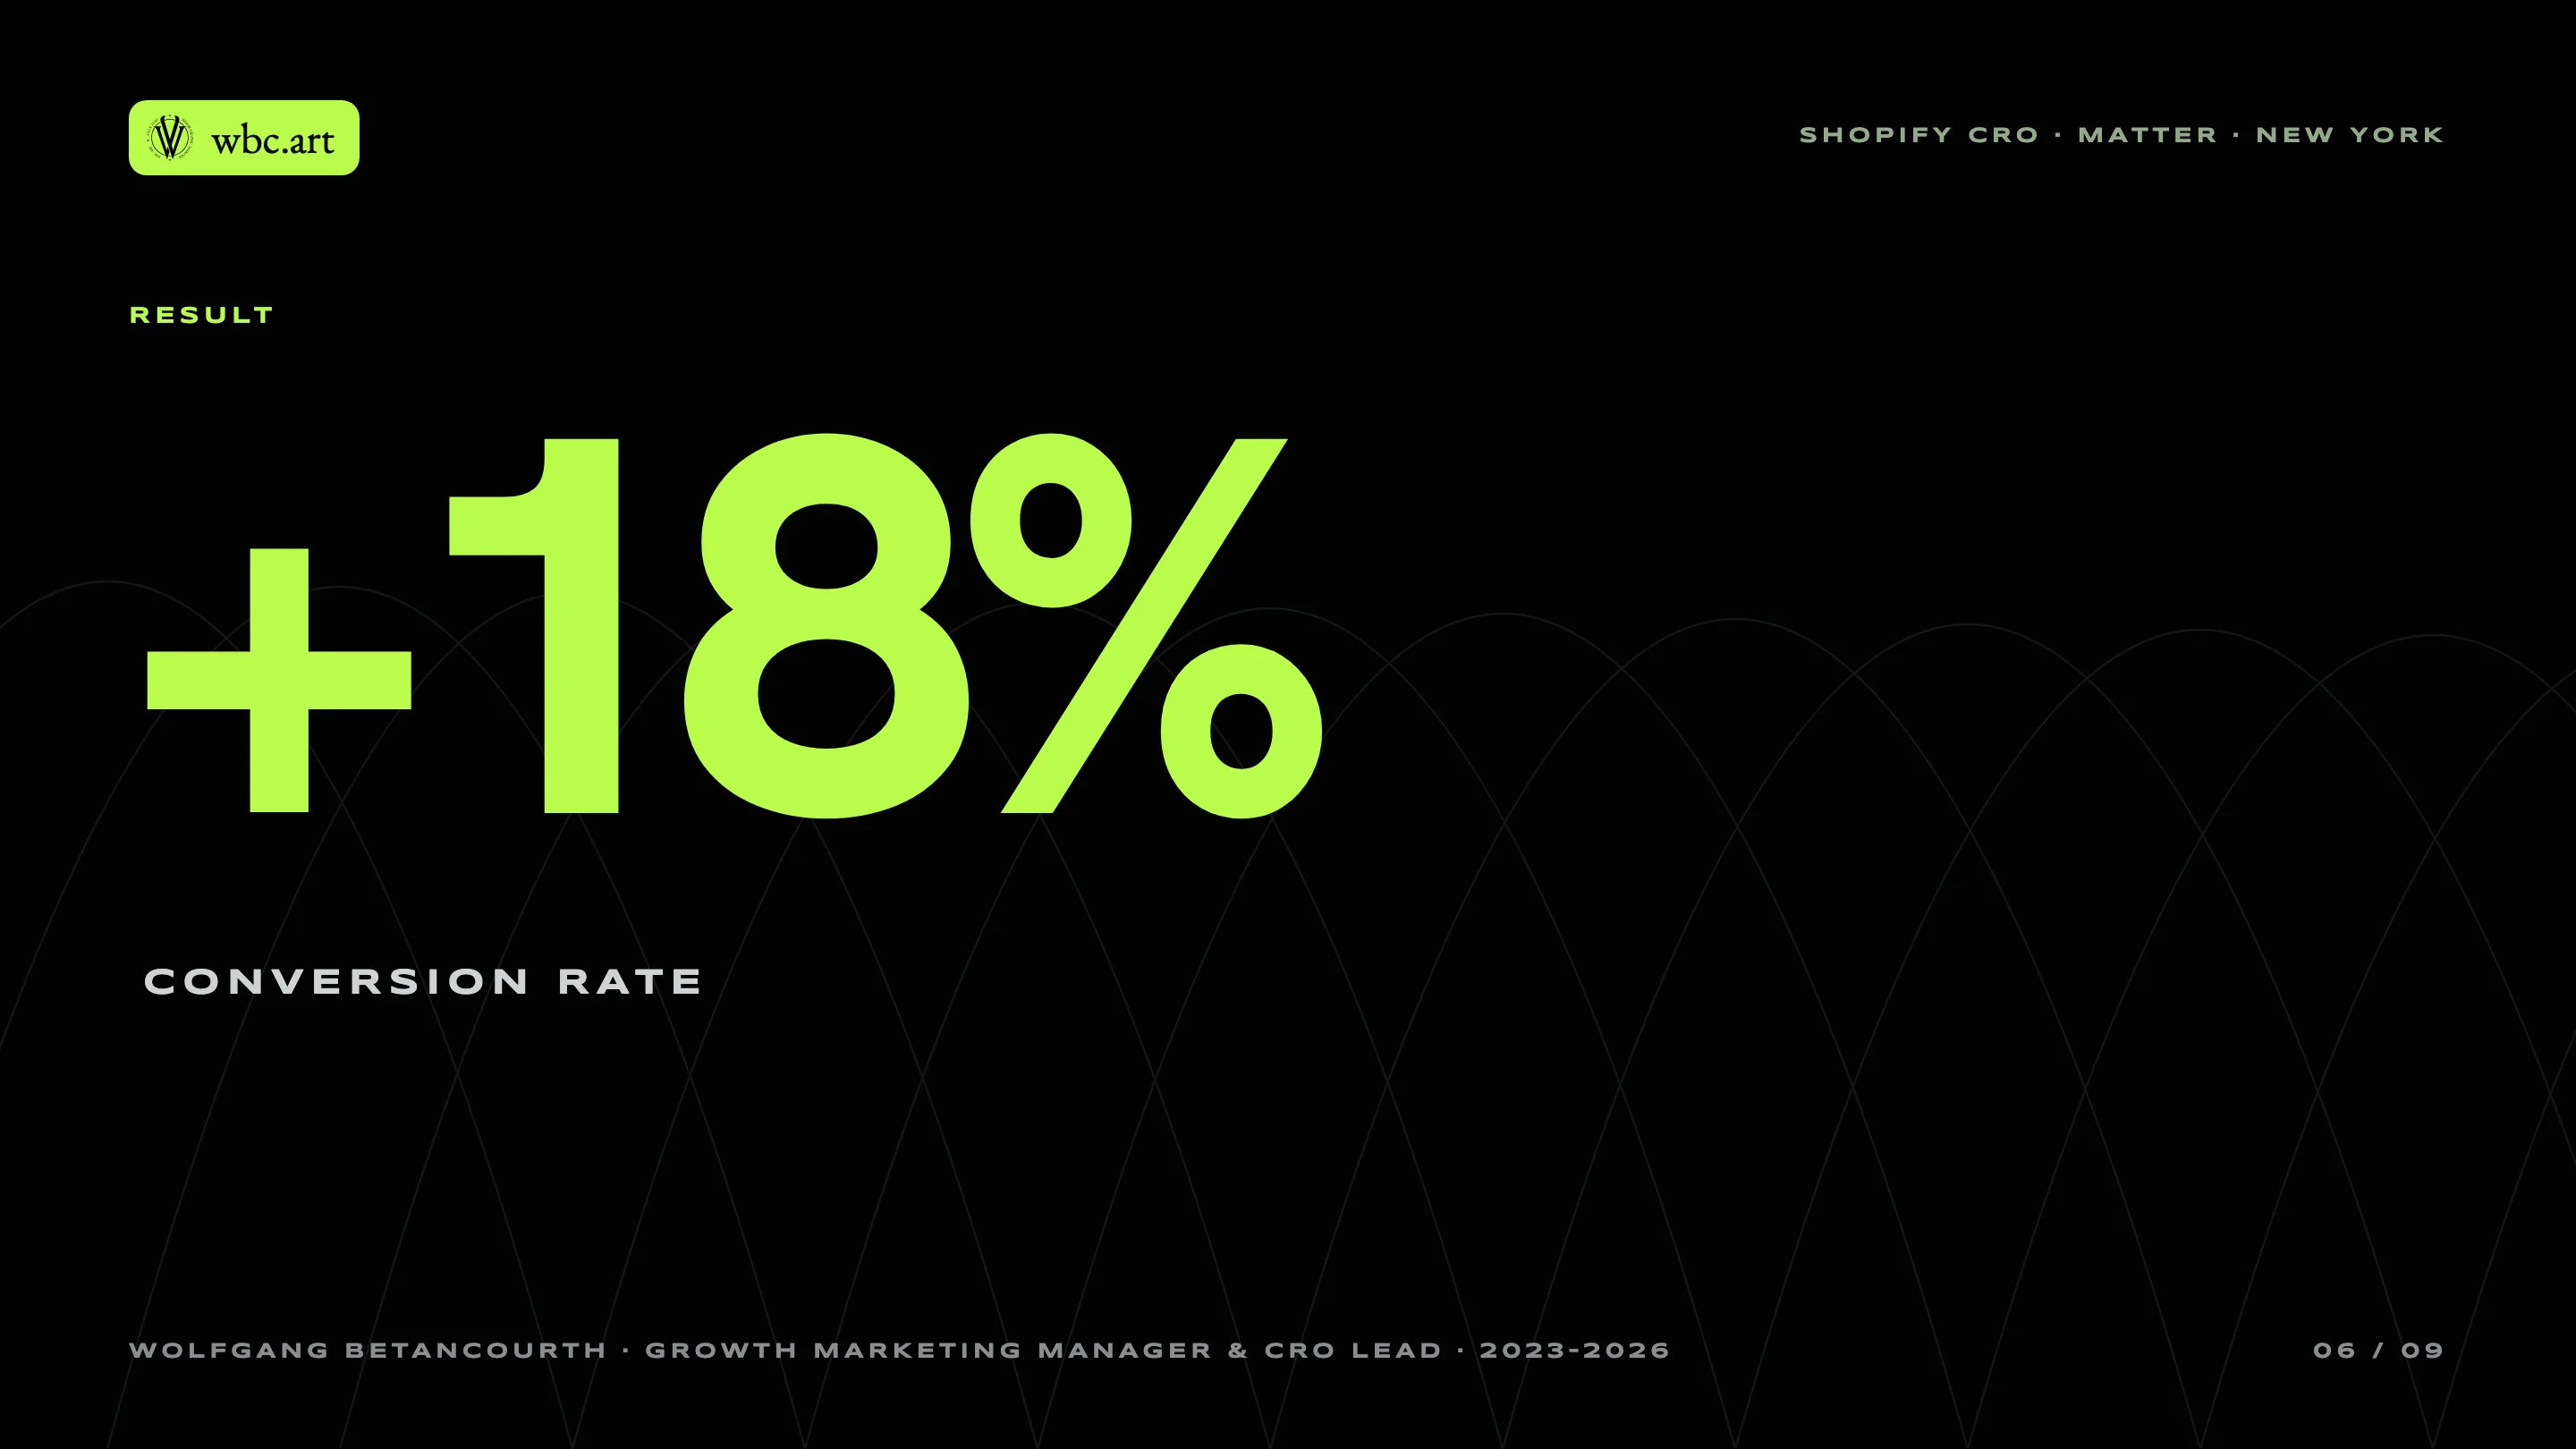 wbc.art
SHOPIFY CRO · MATTER · NEW YORK
RESULT
+18%
CONVERSION RATE
WOLFGANG BETANCOURTH · GROWTH MARKETING MANAGER & CRO LEAD · 2023-2026
06 / 09